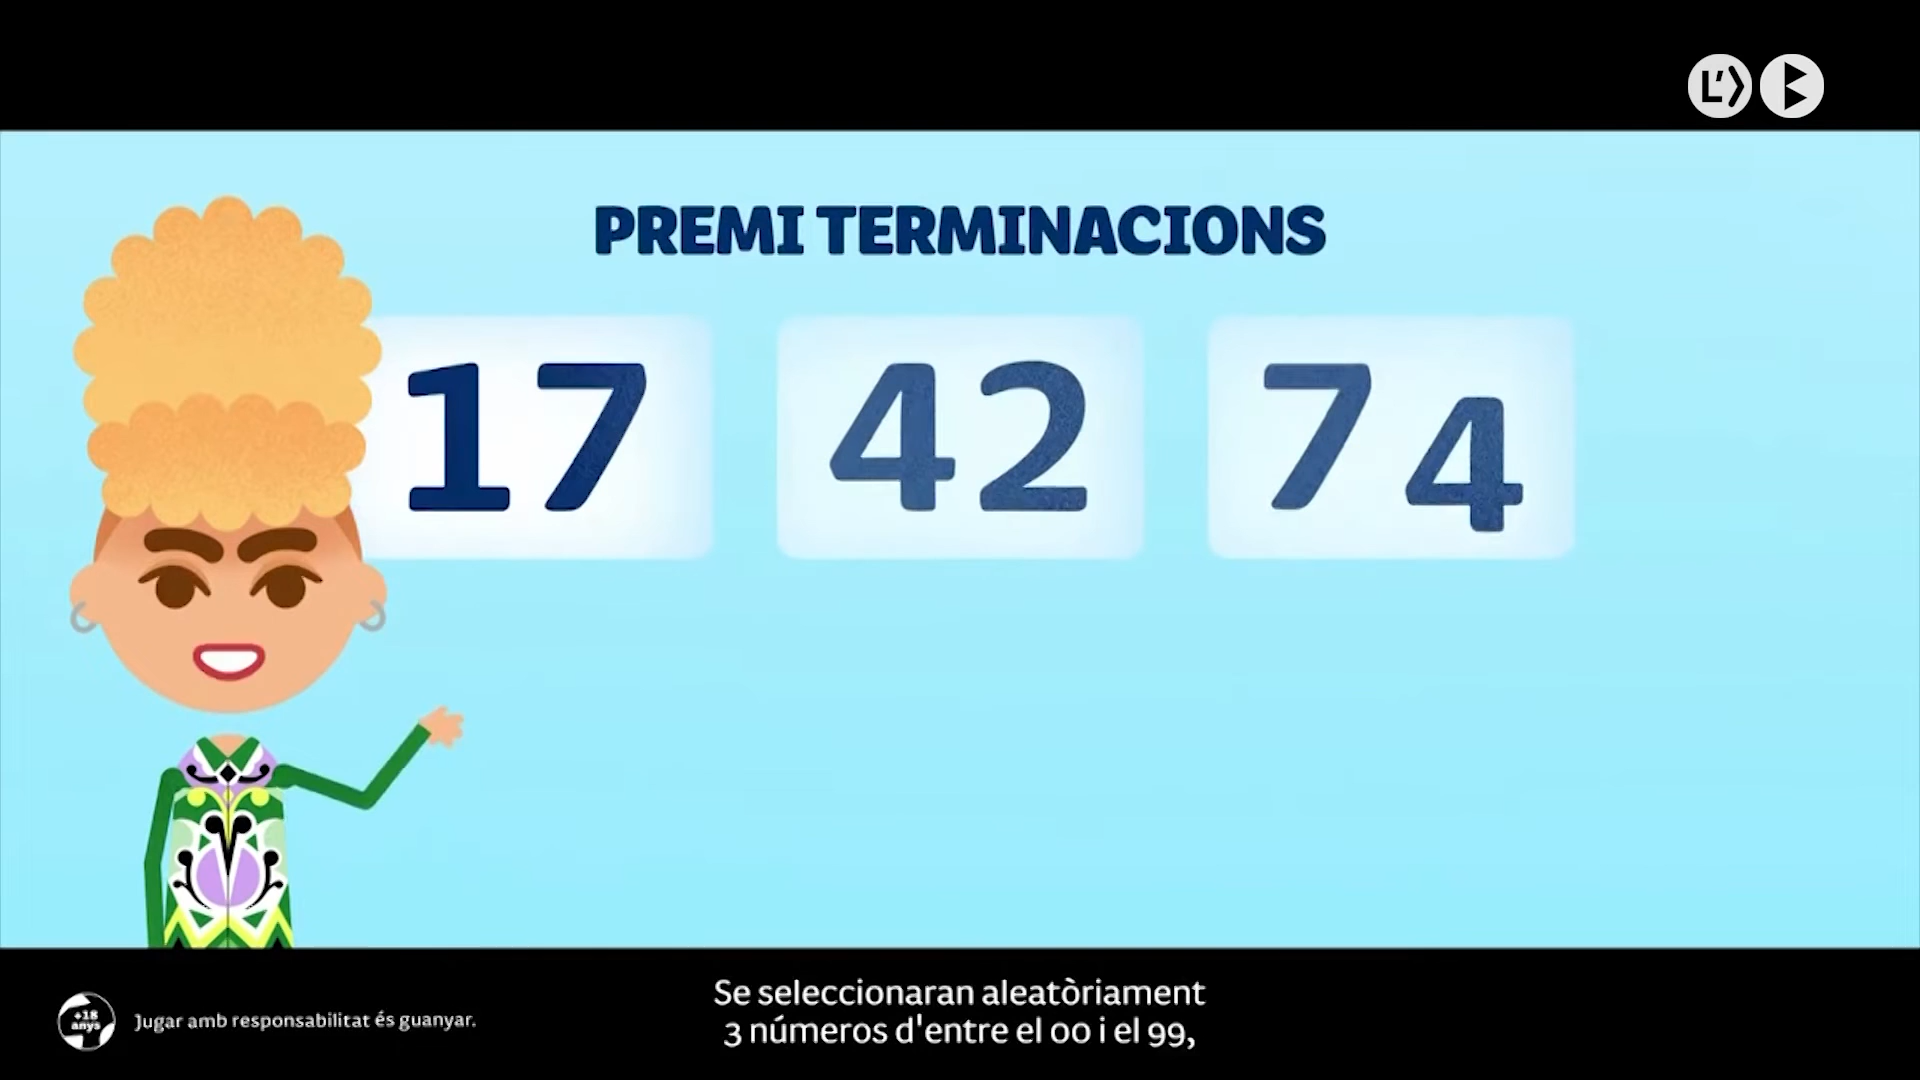 L'
PREMI TERMINACIONS
17 42 74
+18
anys
Jugar amb responsabilitat és guanyar.
Se seleccionaran aleatòriament
3 números d'entre el 00 i el 99,